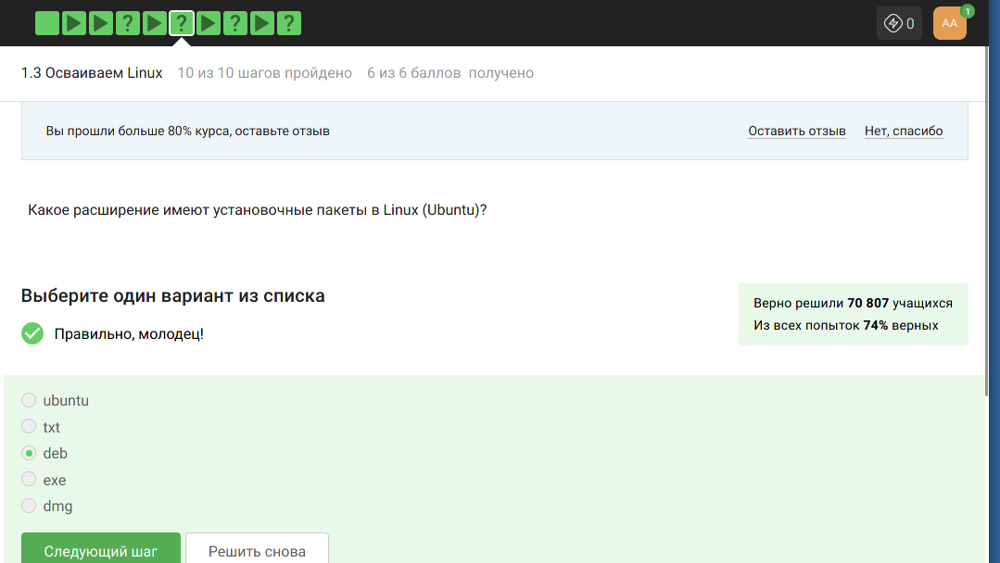 ? ? ? ? 0 AA 1
1.3 Осваиваем Linux 10 из 10 шагов пройдено 6 из 6 баллов получено
Вы прошли больше 80% курса, оставьте отзыв Оставить отзыв Нет, спасибо
Какое расширение имеют установочные пакеты в Linux (Ubuntu)?
Выберите один вариант из списка
Правильно, молодец!
Верно решили 70 807 учащихся
Из всех попыток 74% верных
ubuntu
txt
deb
exe
dmg
Следующий шаг Решить снова